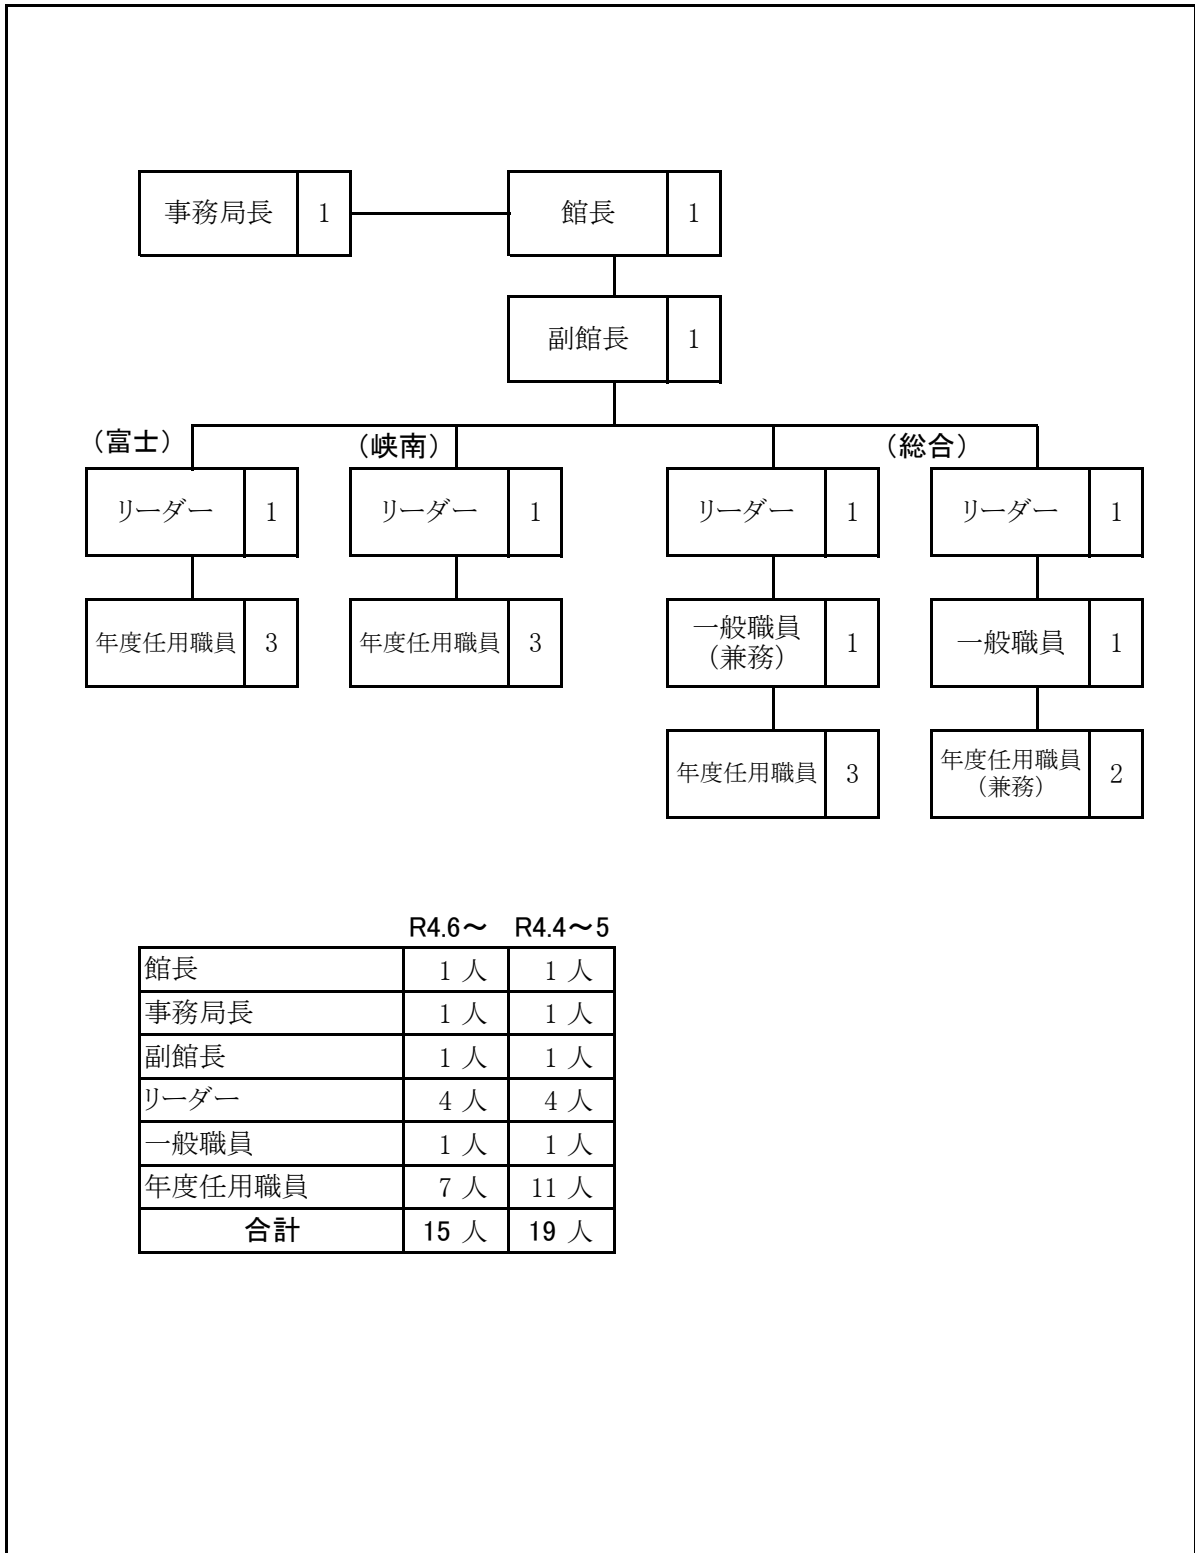 事務局長 1 館長 1
副館長 1
（富士） （峡南） （総合）
リーダー 1 リーダー 1 リーダー 1 リーダー 1
年度任用職員 3 年度任用職員 3 一般職員 1 一般職員 1
（兼務）
年度任用職員 3 年度任用職員 2
（兼務）
R4.6～ R4.4～5
館長 1 人 1 人
事務局長 1 人 1 人
副館長 1 人 1 人
リーダー 4 人 4 人
一般職員 1 人 1 人
年度任用職員 7 人 11 人
合計 15 人 19 人